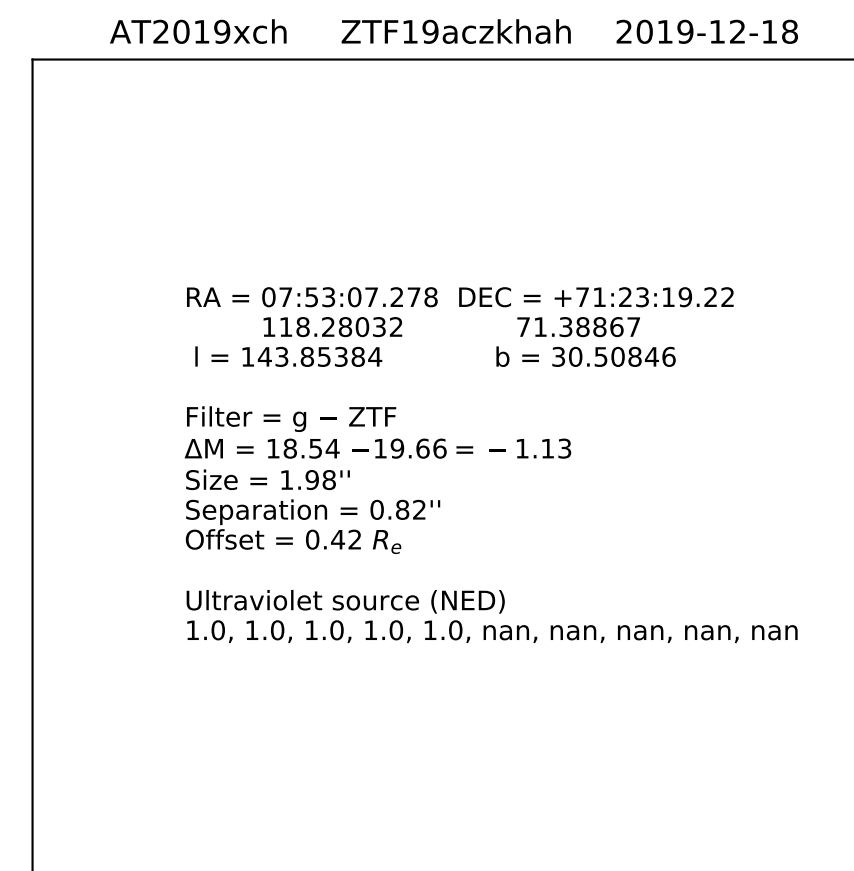 AT2019xch ZTF19aczkhah 2019-12-18
RA = 07:53:07.278 DEC = +71:23:19.22
118.28032 71.38867
l = 143.85384 b = 30.50846
Filter = g − ZTF
ΔM = 18.54 −19.66 = − 1.13
Size = 1.98''
Separation = 0.82''
Offset = 0.42 Re
Ultraviolet source (NED)
1.0, 1.0, 1.0, 1.0, 1.0, nan, nan, nan, nan, nan